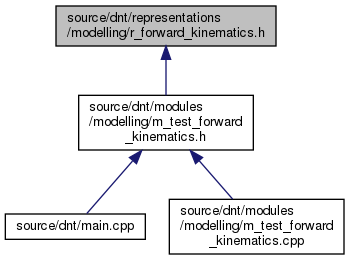 source/dnt/representations
/modelling/r_forward_kinematics.h
source/dnt/modules
/modelling/m_test_forward
_kinematics.h
source/dnt/main.cpp
source/dnt/modules
/modelling/m_test_forward
_kinematics.cpp